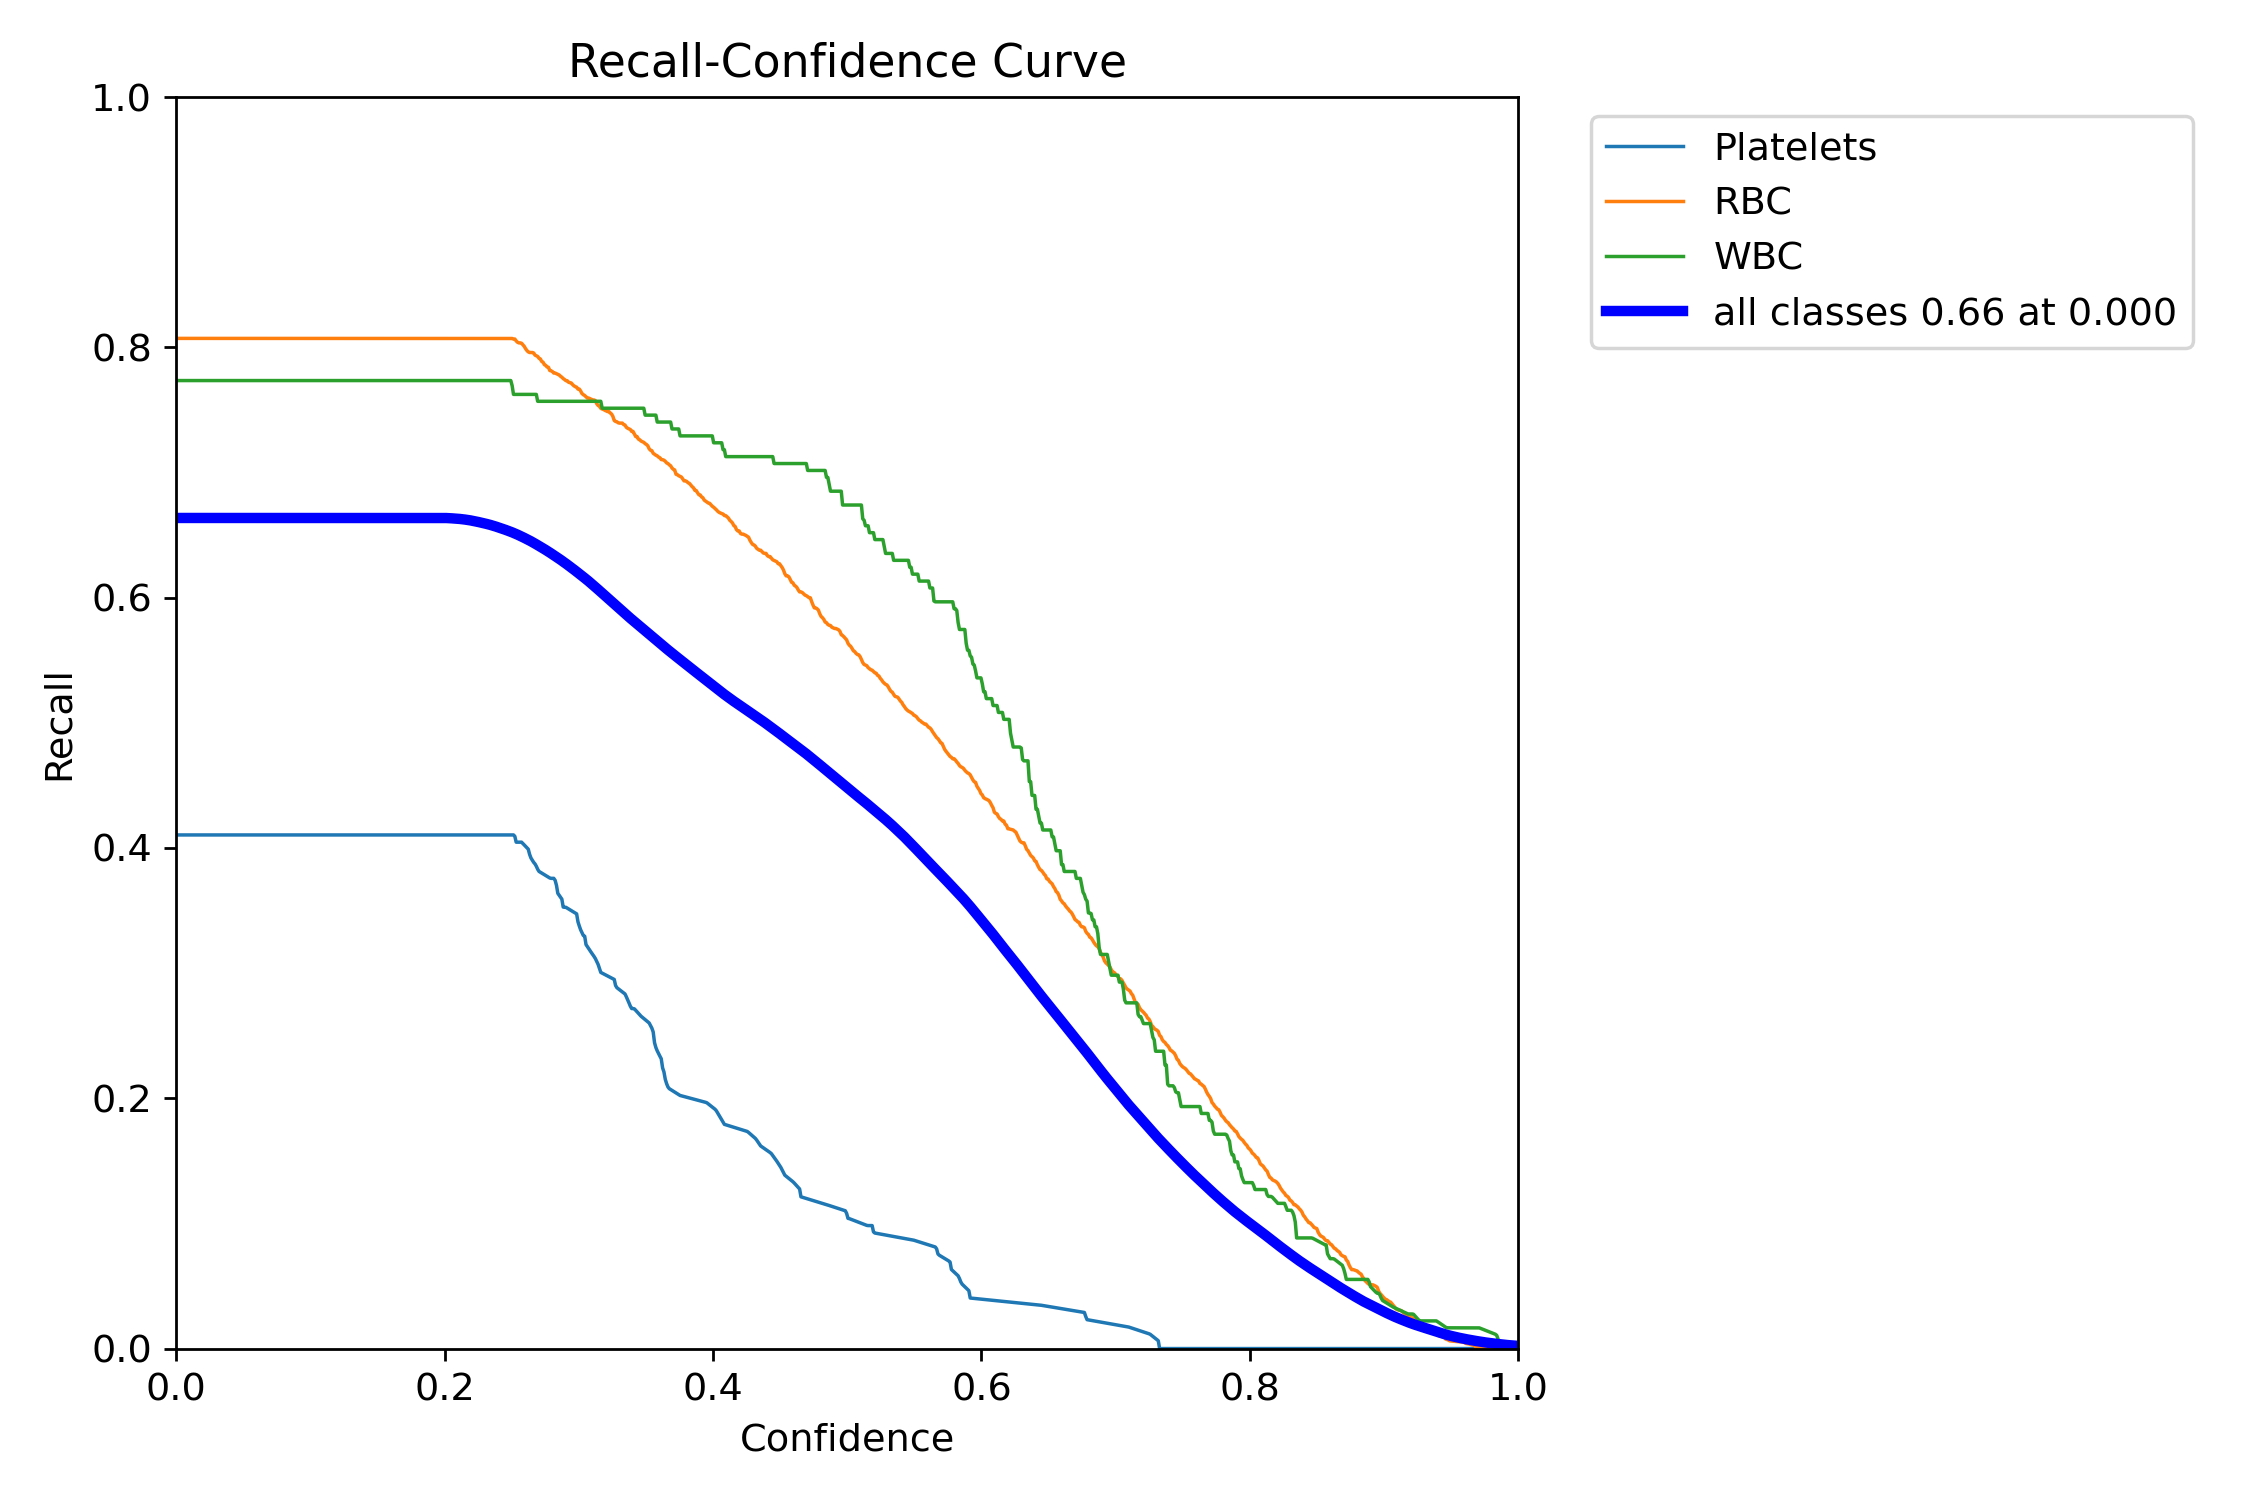 Recall-Confidence Curve
1.0
0.8
0.6
0.4
0.2
0.0
Recall
0.0 0.2 0.4 0.6 0.8 1.0
Confidence
Platelets
RBC
WBC
all classes 0.66 at 0.000